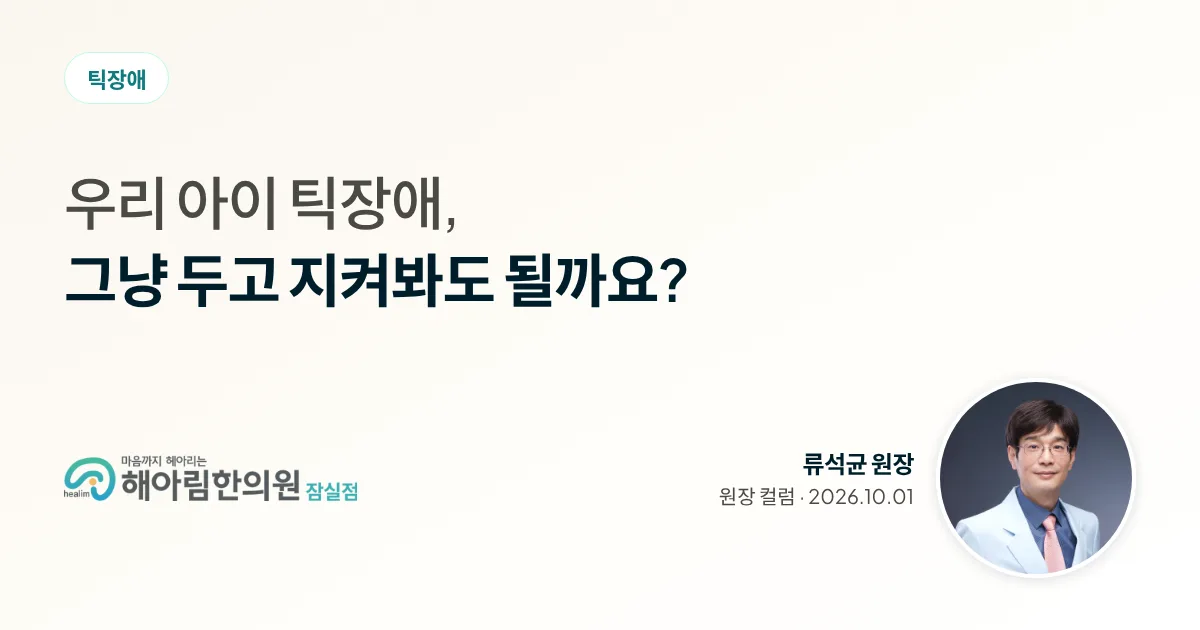 틱장애
우리 아이 틱장애,
그냥 두고 지켜봐도 될까요?
마음까지 헤아리는
healim 해아림한의원 잠실점
류석균 원장
원장 컬럼 · 2026.10.01